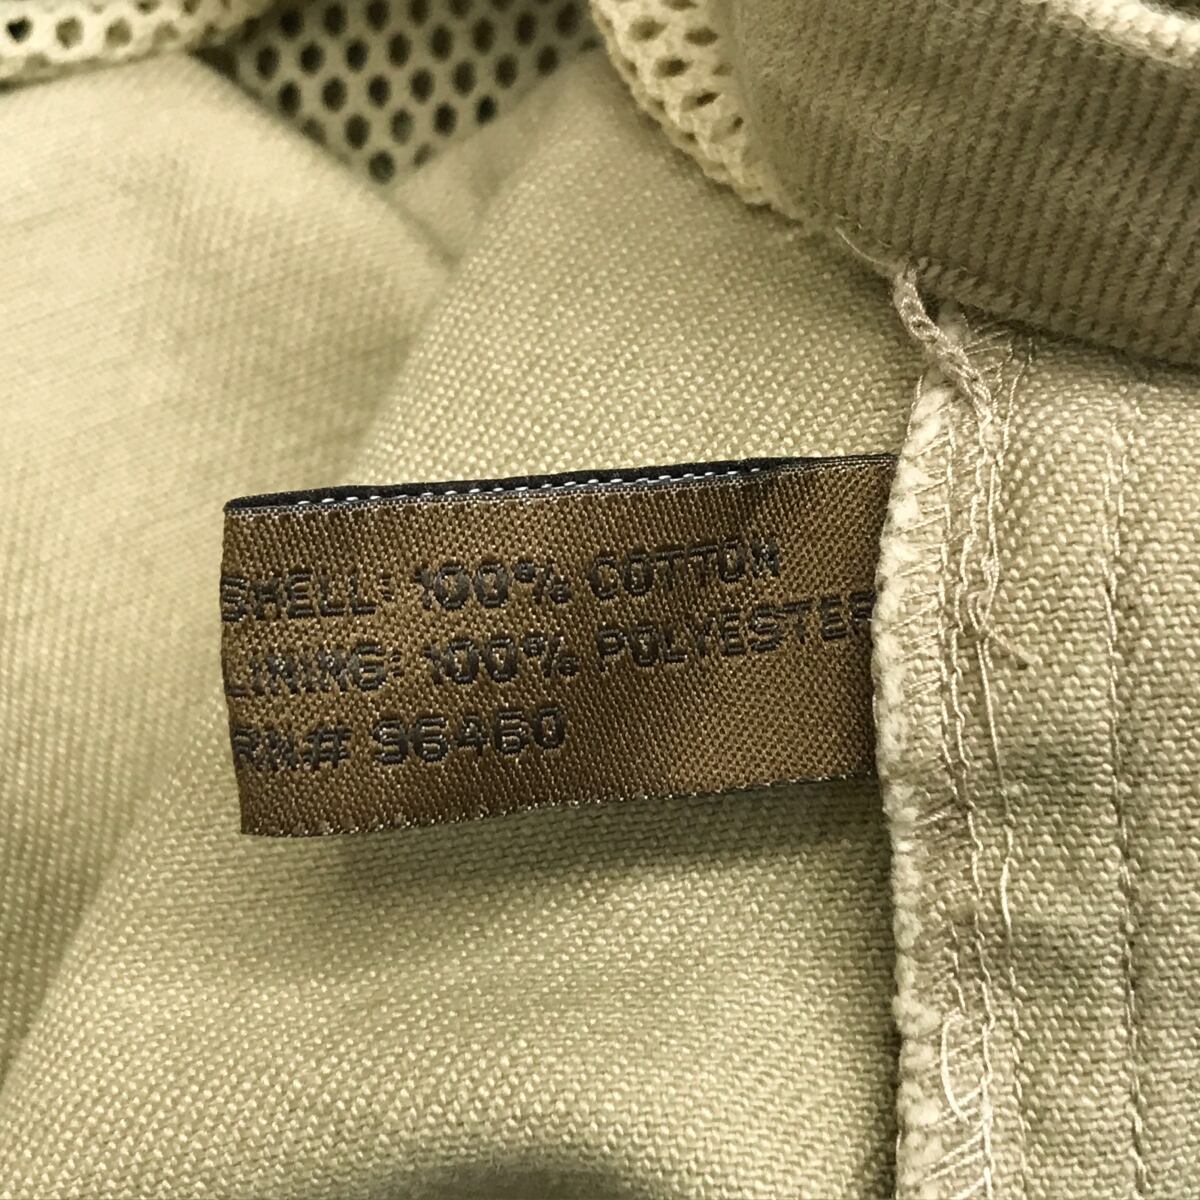 SHELL: 100% COTTON
LINING: 100% POLYESTER
RN# 96460